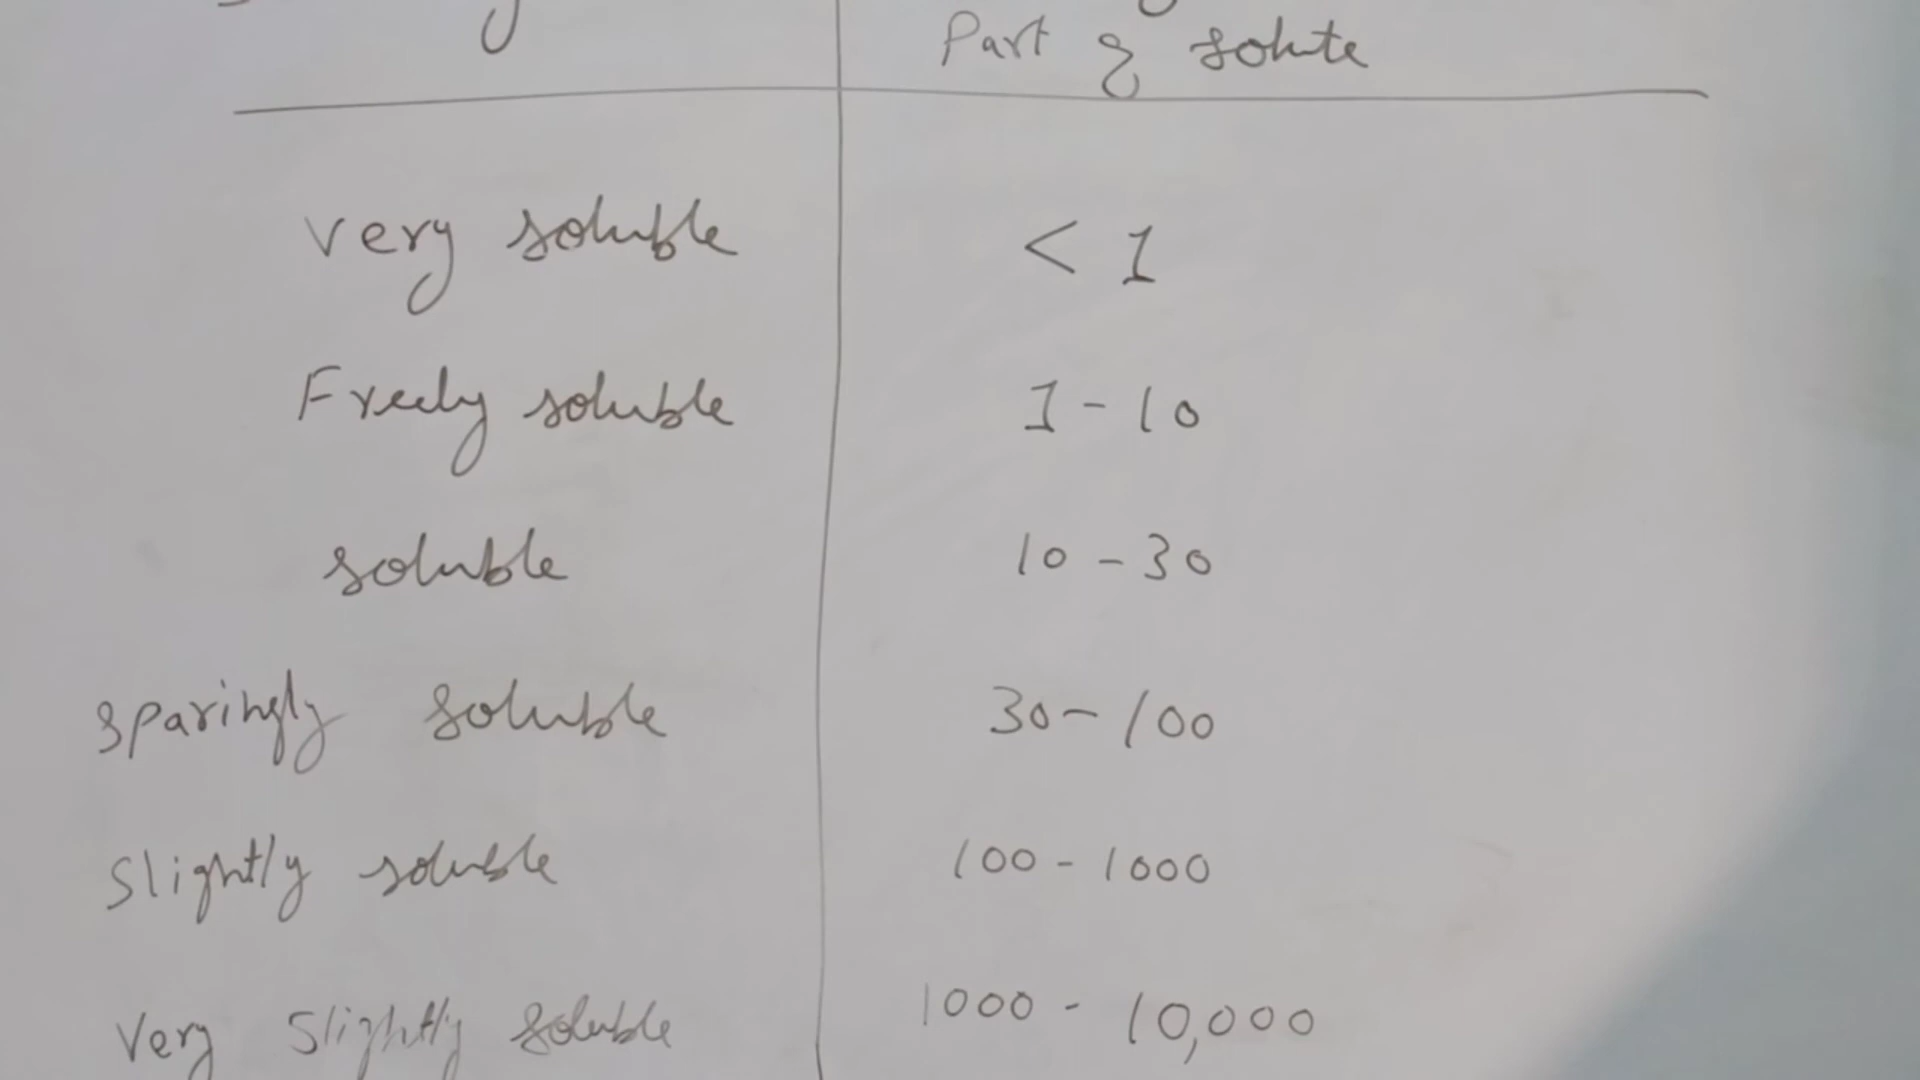 Part of solute
very soluble < 1
Freely soluble 1-10
soluble 10-30
sparingly soluble 30-100
slightly soluble 100-1000
Very slightly soluble 1000-10,000